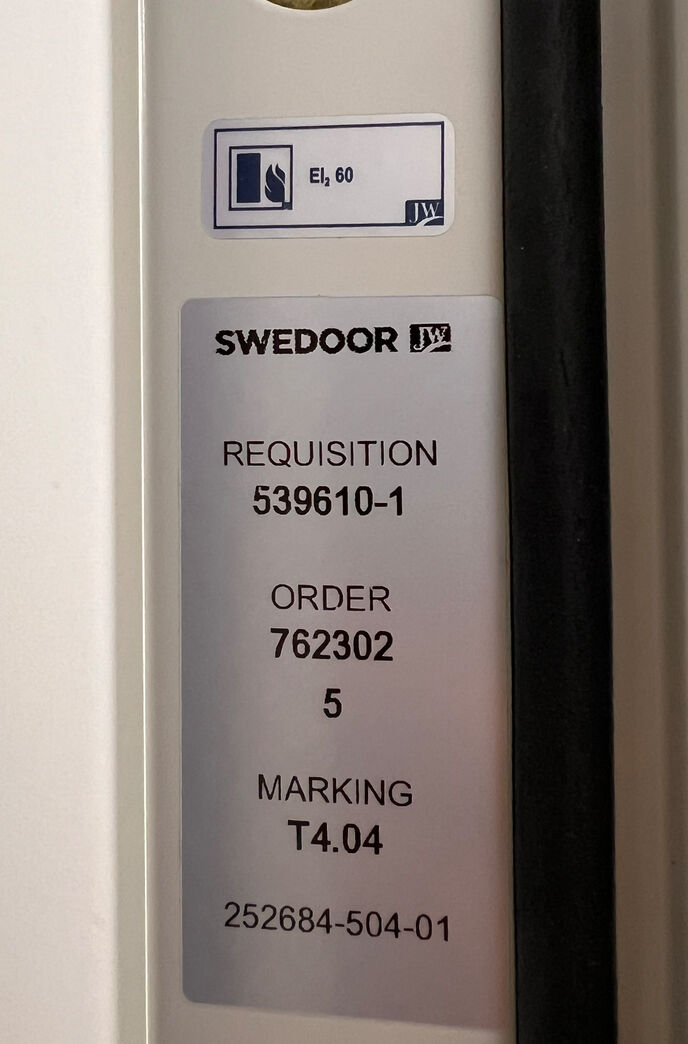 EI₂ 60
JW
SWEDOOR JW
REQUISITION
539610-1
ORDER
762302
5
MARKING
T4.04
252684-504-01